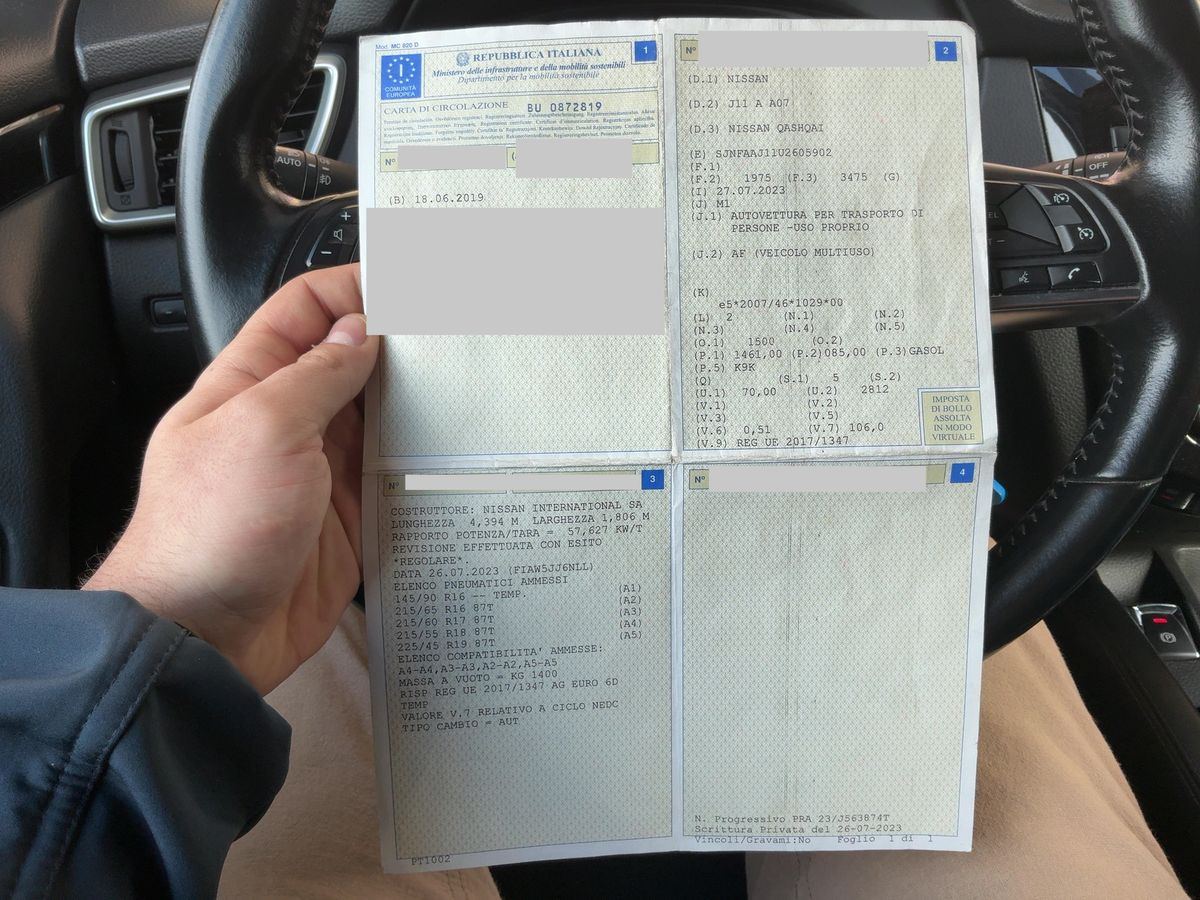 Mod. MC 820 D
1
REPUBBLICA ITALIANA
Ministero delle infrastrutture e della mobilità sostenibili
Dipartimento per la mobilità sostenibile
I
COMUNITÀ
EUROPEA
CARTA DI CIRCOLAZIONE BU 0872819
Nº (
(B) 18.06.2019
Nº 2
(D.1) NISSAN
(D.2) J11 A A07
(D.3) NISSAN QASHQAI
(E) SJNFAAJ11U2605902
(F.1)
(F.2) 1975 (F.3) 3475 (G)
(I) 27.07.2023
(J) M1
(J.1) AUTOVETTURA PER TRASPORTO DI
PERSONE -USO PROPRIO
(J.2) AF (VEICOLO MULTIUSO)
(K)
e5*2007/46*1029*00
(L) 2 (N.1) (N.2)
(N.3) (N.4) (N.5)
(O.1) 1500 (O.2)
(P.1) 1461,00 (P.2)085,00 (P.3)GASOL
(P.5) K9K
(Q) (S.1) 5 (S.2)
(U.1) 70,00 (U.2) 2812
(V.1) (V.2)
(V.3) (V.5)
(V.6) 0,51 (V.7) 106,0
(V.9) REG UE 2017/1347
IMPOSTA
DI BOLLO
ASSOLTA
IN MODO
VIRTUALE
Nº 3
COSTRUTTORE: NISSAN INTERNATIONAL SA
LUNGHEZZA 4,394 M LARGHEZZA 1,806 M
RAPPORTO POTENZA/TARA = 57,627 KW/T
REVISIONE EFFETTUATA CON ESITO
*REGOLARE*.
DATA 26.07.2023 (FIAW5JJ6NLL)
ELENCO PNEUMATICI AMMESSI
145/90 R16 -- TEMP. (A1)
215/65 R16 87T (A2)
215/60 R17 87T (A3)
215/55 R18 87T (A4)
225/45 R19 87T (A5)
ELENCO COMPATIBILITA' AMMESSE:
A4-A4,A3-A3,A2-A2,A5-A5
MASSA A VUOTO = KG 1400
RISP REG UE 2017/1347 AG EURO 6D
TEMP
VALORE V.7 RELATIVO A CICLO NEDC
TIPO CAMBIO = AUT
PT1002
Nº 4
N. Progressivo PRA 23/J563874T
Scrittura Privata del 26-07-2023
Vincoli/Gravami:No Foglio 1 di 1
AUTO
OFF
P